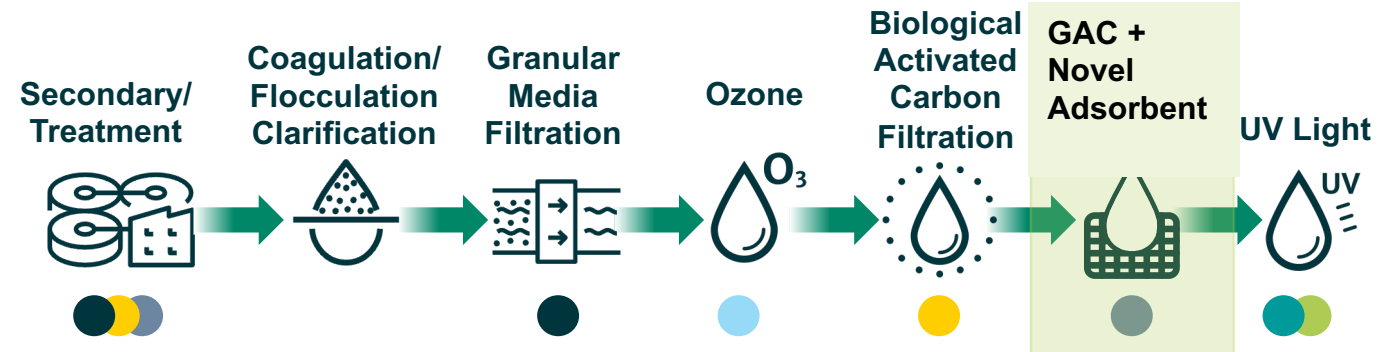 Secondary/
Treatment
Coagulation/
Flocculation
Clarification
Granular
Media
Filtration
Ozone
O₃
Biological
Activated
Carbon
Filtration
GAC +
Novel
Adsorbent
UV Light
UV